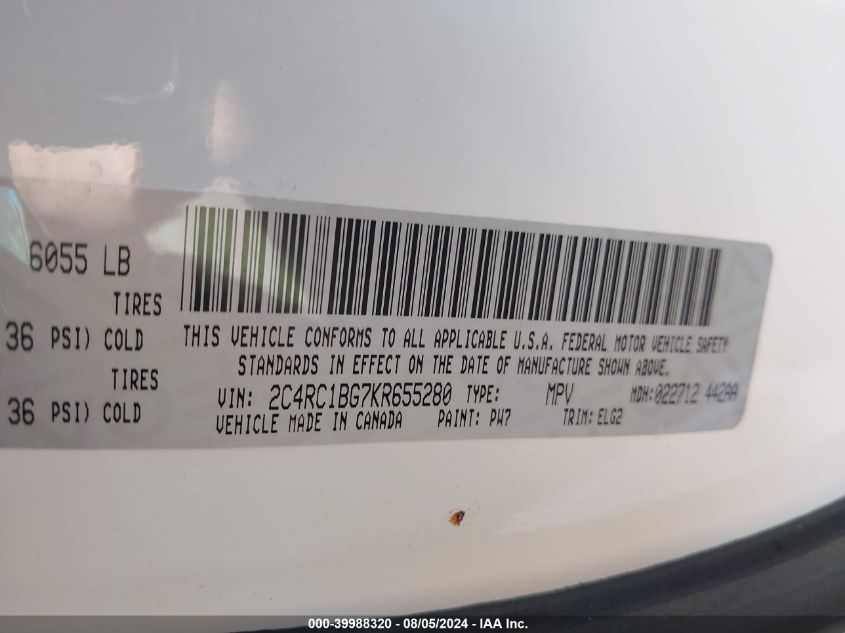 6055 LB
TIRES
36 PSI) COLD
TIRES
36 PSI) COLD
THIS VEHICLE CONFORMS TO ALL APPLICABLE U.S.A. FEDERAL MOTOR VEHICLE SAFETY
STANDARDS IN EFFECT ON THE DATE OF MANUFACTURE SHOWN ABOVE.
VIN: 2C4RC1BG7KR655280 TYPE: MPV MDH:022712 442AA
VEHICLE MADE IN CANADA PAINT: PW7 TRIM: ELG2
000-39988320 - 08/05/2024 - IAA Inc.